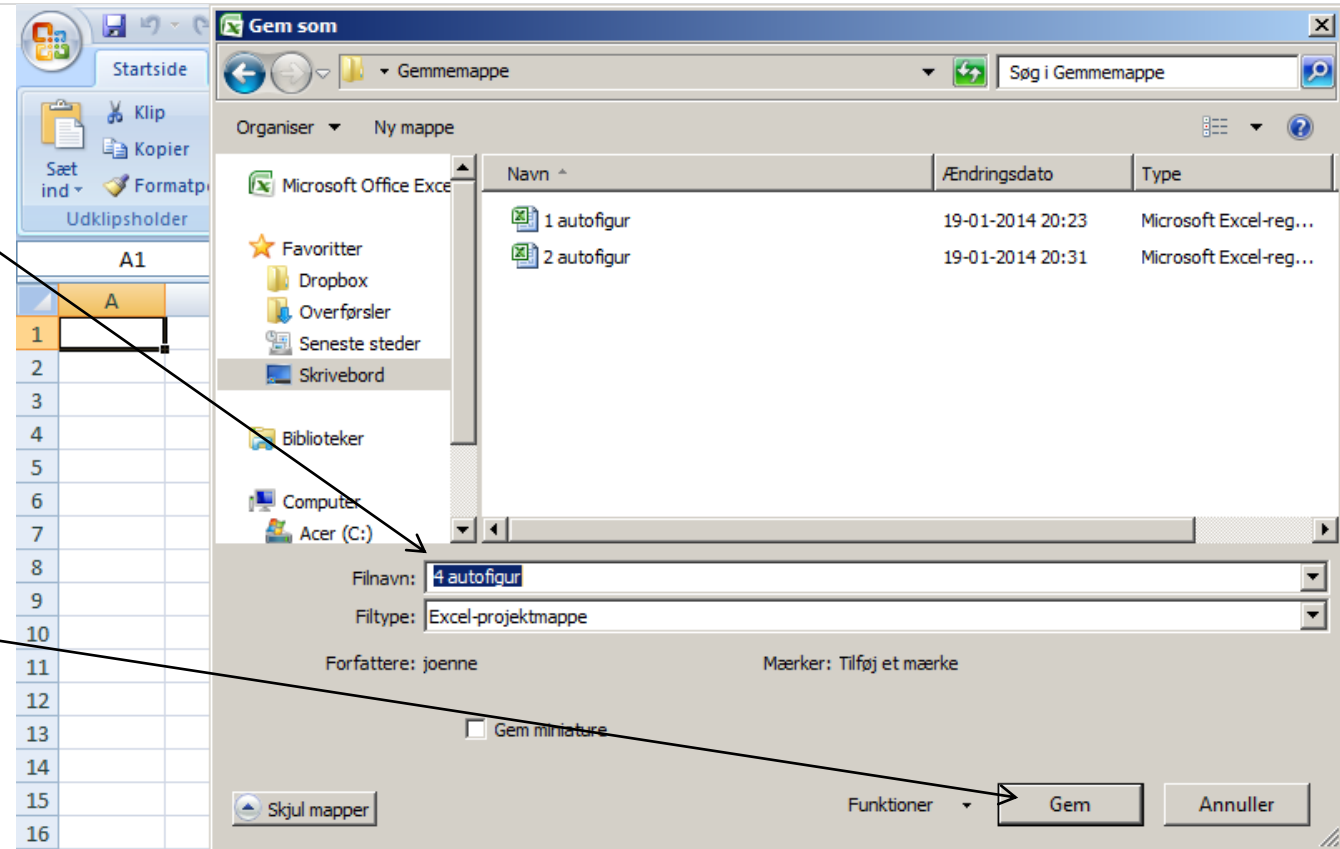 Gem som
Startside
Gemmemappe
Søg i Gemmemappe
Klip
Kopier
Sæt
ind
Formatp
Udklipsholder
Organiser
Ny mappe
Microsoft Office Exce
Navn
Ændringsdato
Type
1 autofigur
19-01-2014 20:23
Microsoft Excel-reg...
2 autofigur
19-01-2014 20:31
Microsoft Excel-reg...
Favoritter
Dropbox
Overførsler
Seneste steder
Skrivebord
Biblioteker
Computer
Acer (C:)
A1
A
1
2
3
4
5
6
7
8
9
10
11
12
13
14
15
16
Filnavn: 4 autofigur
Filtype: Excel-projektmappe
Forfattere: joenne
Mærker: Tilføj et mærke
Gem miniature
Skjul mapper
Funktioner
Gem
Annuller